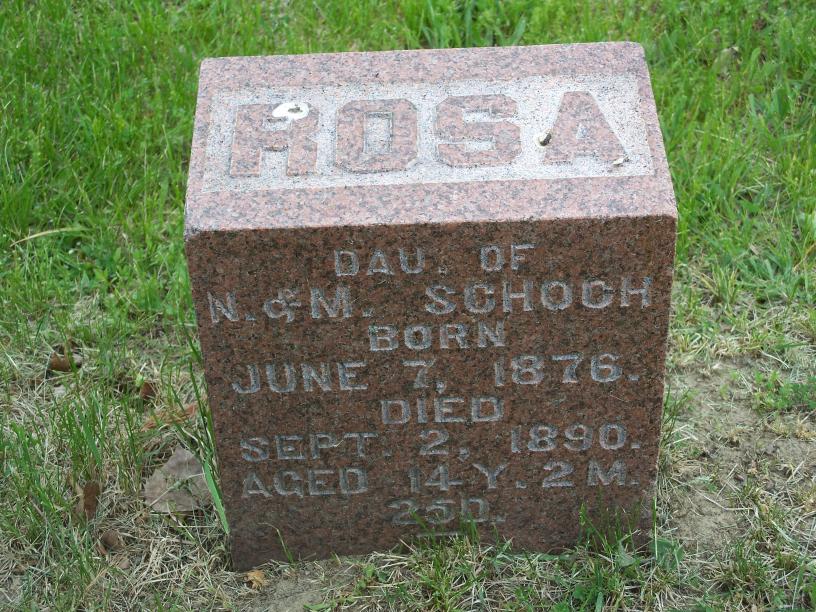 ROSA
DAU. OF
N. & M. SCHOCH
BORN
JUNE 7, 1876.
DIED
SEPT. 2, 1890.
AGED 14 Y. 2 M.
25 D.